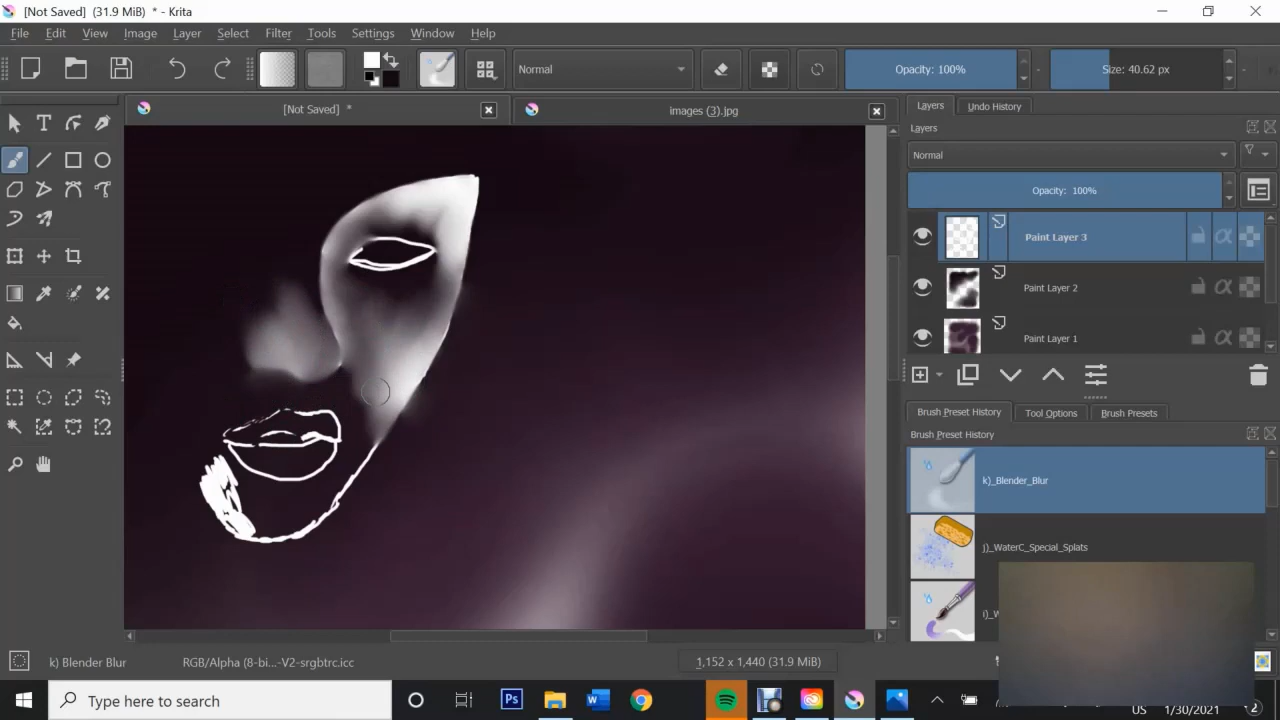 [Not Saved] (31.9 MiB) * - Krita
File Edit View Image Layer Select Filter Tools Settings Window Help
Normal
Opacity: 100%
Size: 40.62 px
[Not Saved] *
images (3).jpg
Layers
Undo History
Layers
Normal
Opacity: 100%
Paint Layer 3
Paint Layer 2
Paint Layer 1
Brush Preset History
Tool Options
Brush Presets
Brush Preset History
k)_Blender_Blur
j)_WaterC_Special_Splats
k) Blender Blur
RGB/Alpha (8-bi...-V2-srgbtrc.icc
1,152 x 1,440 (31.9 MiB)
Type here to search
Ps
W
US
1/30/2021
2